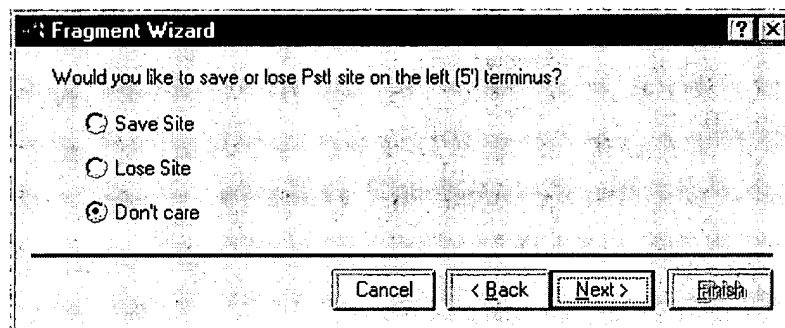 Fragment Wizard
Would you like to save or lose PstI site on the left (5') terminus?
Save Site
Lose Site
Don't care
Cancel < Back Next > Finish